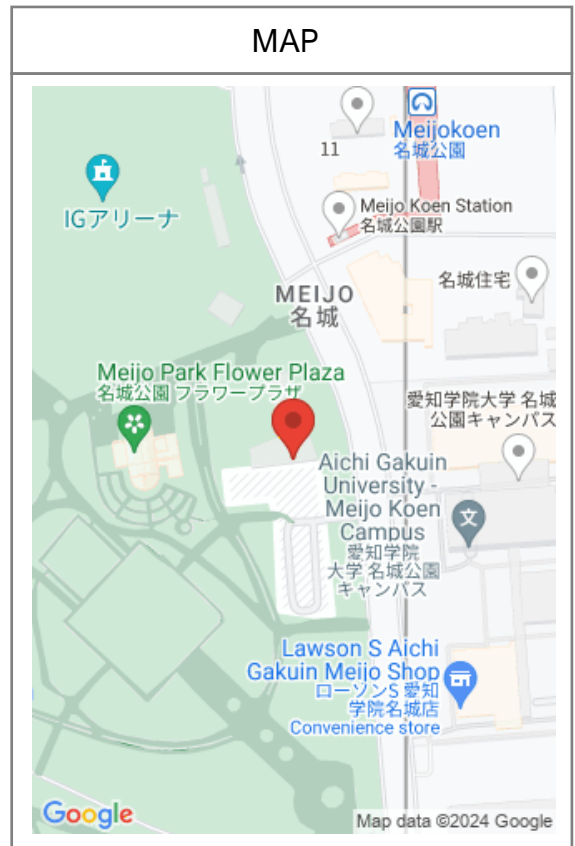 MAP
Meijokoen
名城公園
11
IGアリーナ
Meijo Koen Station
名城公園駅
名城住宅
MEIJO
名城
Meijo Park Flower Plaza
名城公園 フラワープラザ
愛知学院大学 名城
公園キャンパス
Aichi Gakuin
University -
Meijo Koen
Campus
愛知学院
大学 名城公園
キャンパス
文
Lawson S Aichi
Gakuin Meijo Shop
ローソンS 愛知
学院名城店
Convenience store
Google
Map data ©2024 Google